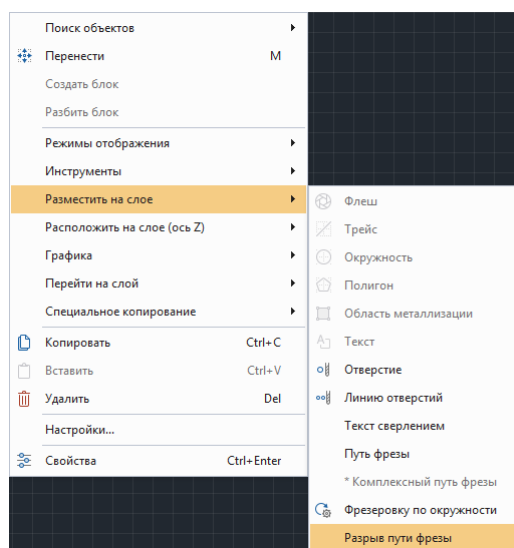 Поиск объектов
Перенести M
Создать блок
Разбить блок
Режимы отображения
Инструменты
Разместить на слое
Расположить на слое (ось Z)
Графика
Перейти на слой
Специальное копирование
Копировать Ctrl+C
Вставить Ctrl+V
Удалить Del
Настройки...
Свойства Ctrl+Enter
Флеш
Трейс
Окружность
Полигон
Область металлизации
Текст
Отверстие
Линию отверстий
Текст сверлением
Путь фрезы
* Комплексный путь фрезы
Фрезеровку по окружности
Разрыв пути фрезы